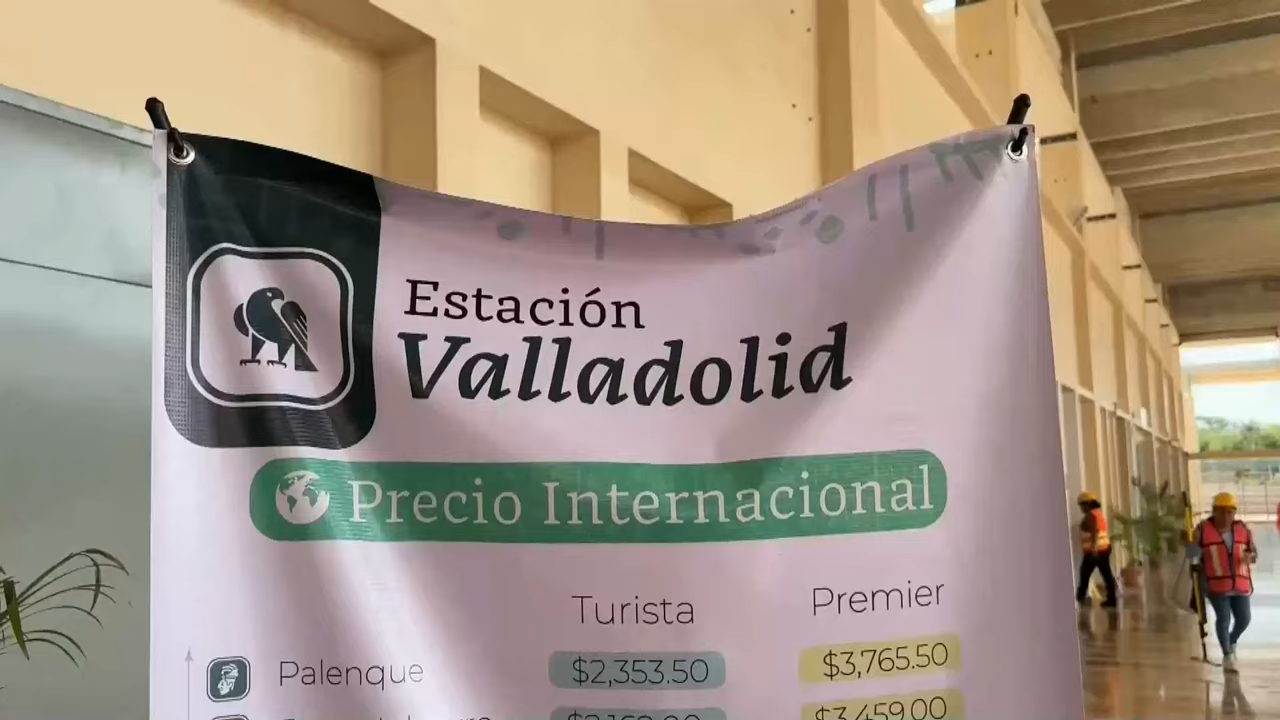 Estación
Valladolid
Precio Internacional
Turista Premier
Palenque $2,353.50 $3,765.50
$3,459.00